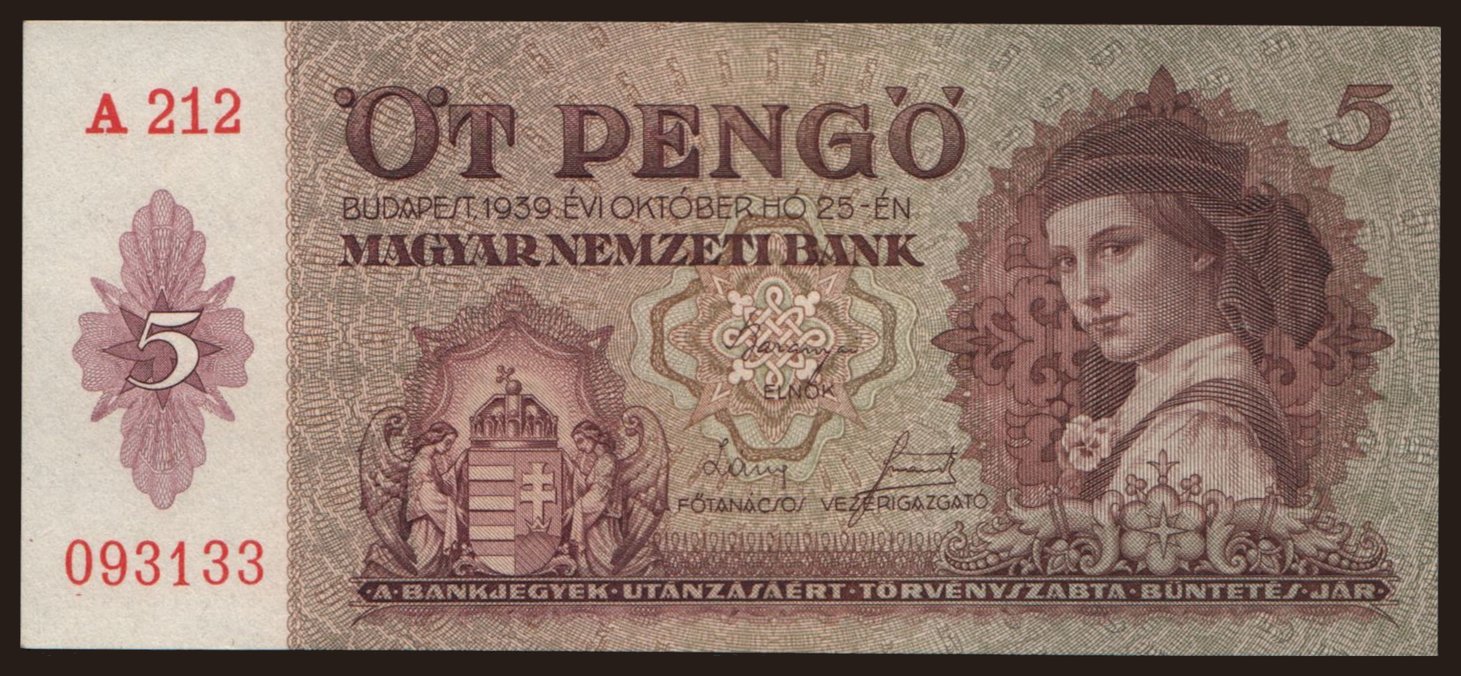 A 212
5
093133
ÖT PENGŐ
5
BUDAPEST, 1939. ÉVI OKTÓBER HÓ 25-ÉN
MAGYAR NEMZETI BANK
ELNÖK
FŐTANÁCSOS VEZÉRIGAZGATÓ
·A·BANKJEGYEK·UTÁNZÁSÁÉRT·TÖRVÉNYSZABTA·BÜNTETÉS·JÁR·